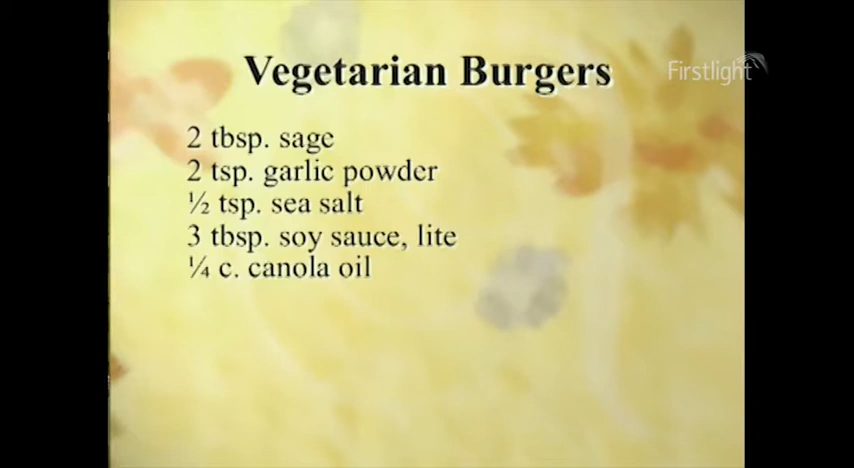 Vegetarian Burgers
Firstlight
2 tbsp. sage
2 tsp. garlic powder
½ tsp. sea salt
3 tbsp. soy sauce, lite
¼ c. canola oil